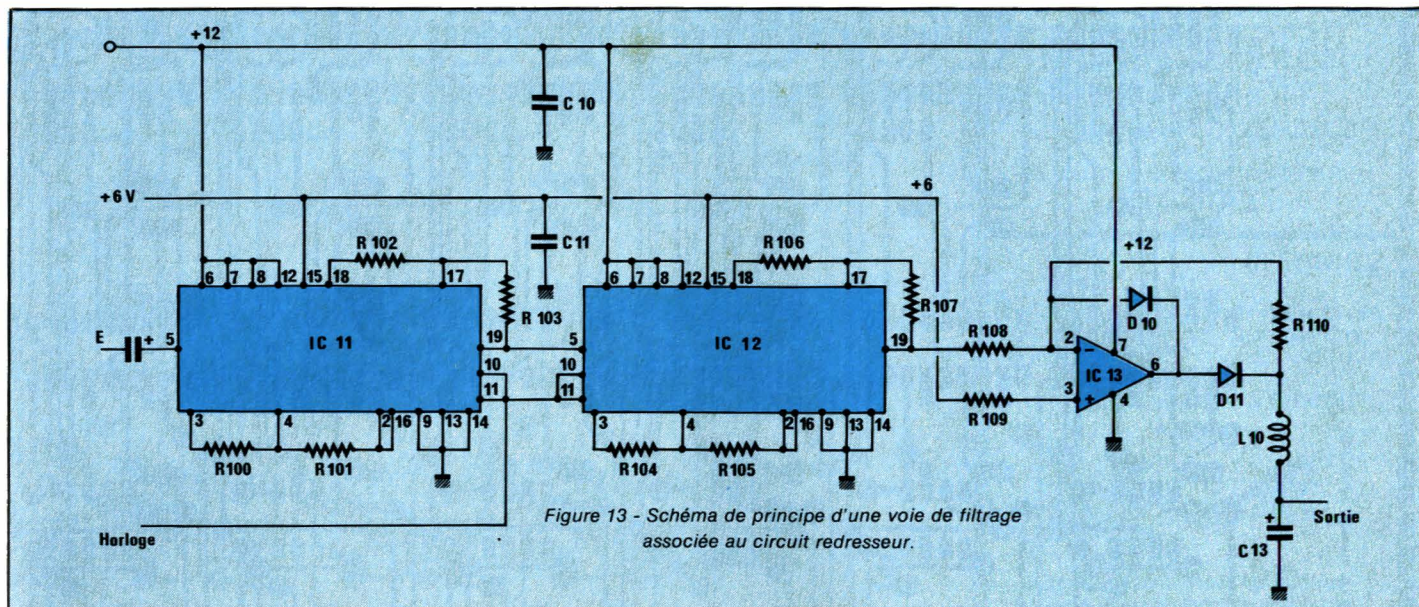 +12
C 10
+6 V
+6
R 102
C 11
R 106
+12
6 7 8 12 15 18 17
R 103
6 7 8 12 15 18 17
R 107
D 10
R 110
E + 5
IC 11
19
10
11
5
10
11
IC 12
19
R 108
2 −
7
IC 13
6
3 +
4
R 109
D11
3 4 2 16 9 13 14
R100 R101
3 4 2 16 9 13 14
R104 R105
L10
Horloge
Figure 13 - Schéma de principe d'une voie de filtrage
associée au circuit redresseur.
+
C 13
Sortie